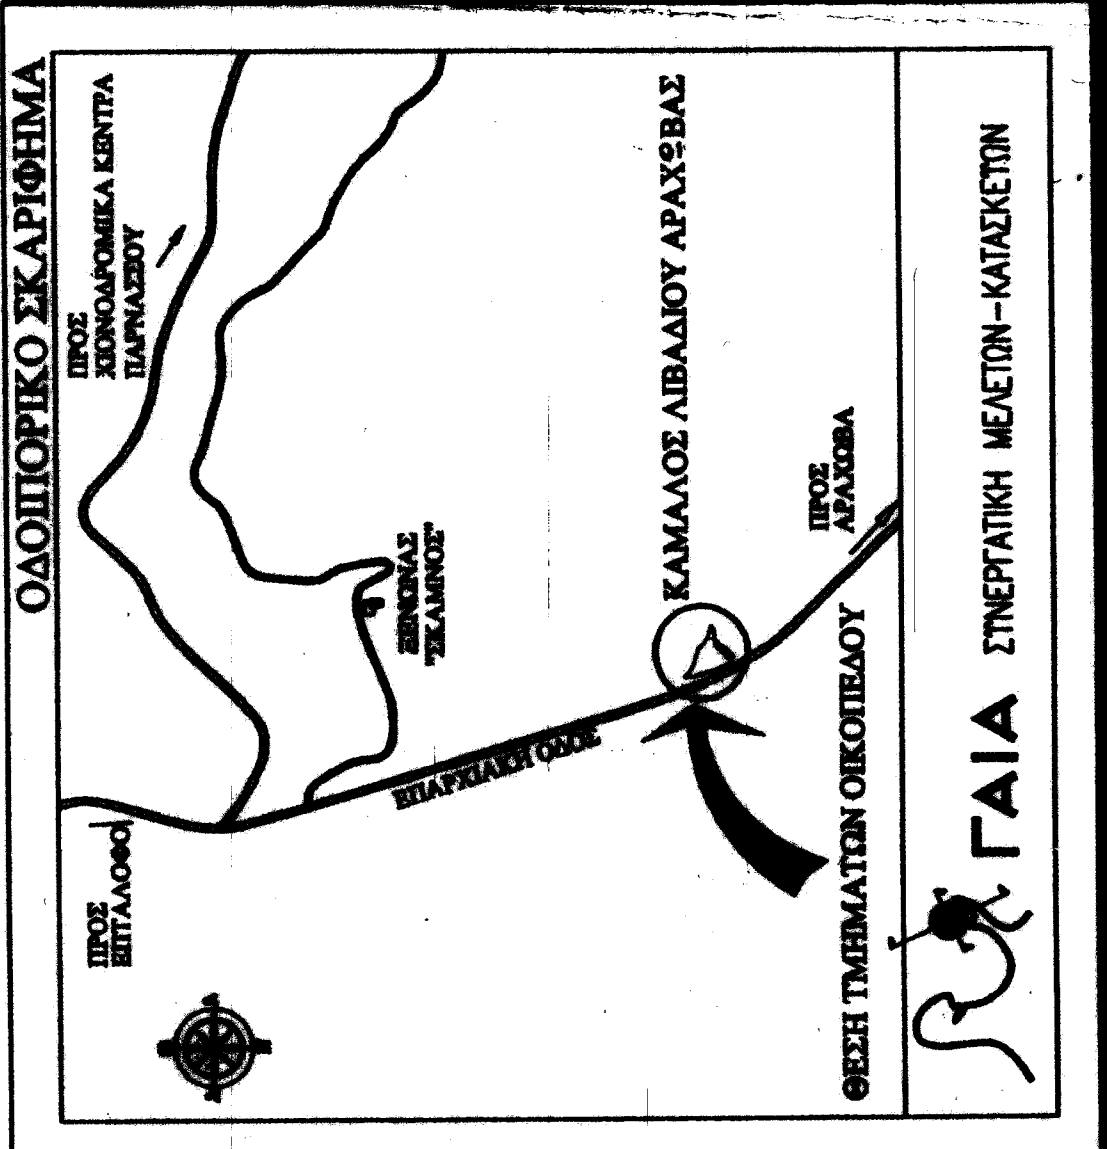 ΟΔΟΙΠΟΡΙΚΟ ΣΚΑΡΙΦΗΜΑ
ΠΡΟΣ
ΧΙΟΝΟΔΡΟΜΙΚΑ ΚΕΝΤΡΑ
ΠΑΡΝΑΣΣΟΥ
ΠΡΟΣ
ΕΠΤΑΛΟΦΟ
ΞΕΝΩΝΑΣ
"ΣΚΑΜΝΟΣ"
ΕΠΑΡΧΙΑΚΗ ΟΔΟΣ
ΚΑΜΑΛΟΣ ΛΙΒΑΔΙΟΥ ΑΡΑΧΩΒΑΣ
ΠΡΟΣ
ΑΡΑΧΩΒΑ
ΘΕΣΗ ΤΜΗΜΑΤΩΝ ΟΙΚΟΠΕΔΟΥ
ΓΑΙΑ ΣΥΝΕΡΓΑΤΙΚΗ ΜΕΛΕΤΩΝ-ΚΑΤΑΣΚΕΤΩΝ